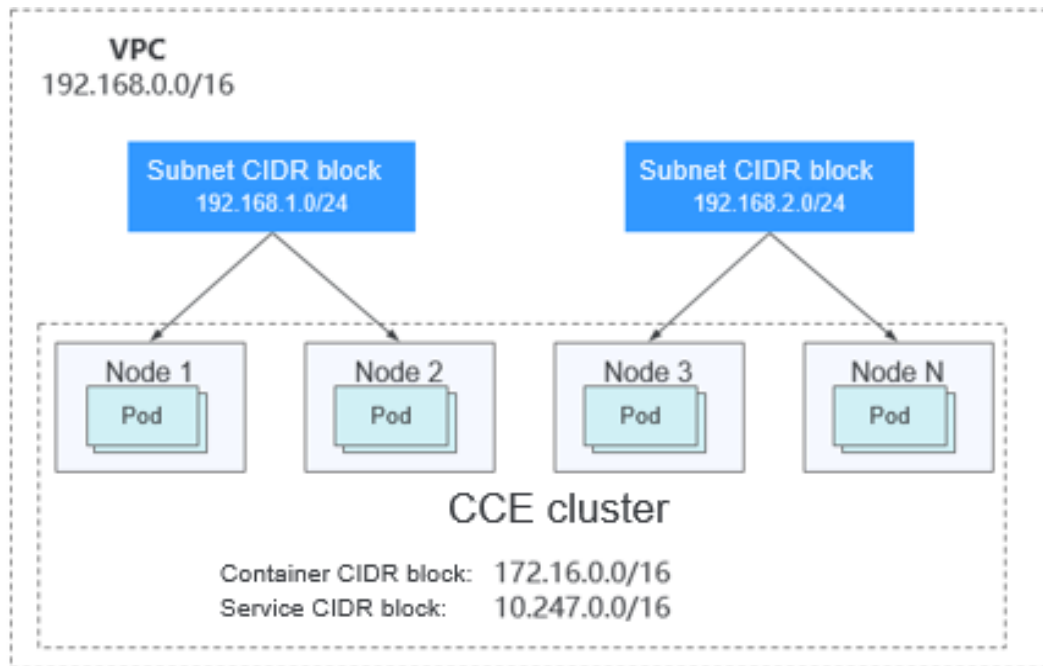 VPC
192.168.0.0/16
Subnet CIDR block
192.168.1.0/24
Subnet CIDR block
192.168.2.0/24
Node 1
Pod
Node 2
Pod
Node 3
Pod
Node N
Pod
CCE cluster
Container CIDR block: 172.16.0.0/16
Service CIDR block: 10.247.0.0/16